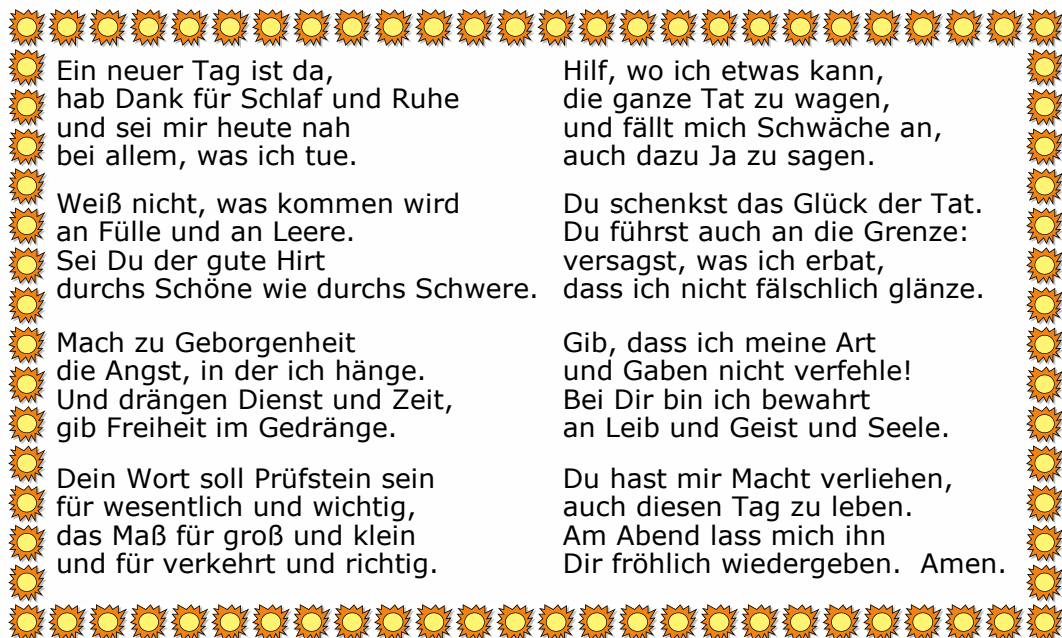 Ein neuer Tag ist da,
hab Dank für Schlaf und Ruhe
und sei mir heute nah
bei allem, was ich tue.
Weiß nicht, was kommen wird
an Fülle und an Leere.
Sei Du der gute Hirt
durchs Schöne wie durchs Schwere.
Mach zu Geborgenheit
die Angst, in der ich hänge.
Und drängen Dienst und Zeit,
gib Freiheit im Gedränge.
Dein Wort soll Prüfstein sein
für wesentlich und wichtig,
das Maß für groß und klein
und für verkehrt und richtig.
Hilf, wo ich etwas kann,
die ganze Tat zu wagen,
und fällt mich Schwäche an,
auch dazu Ja zu sagen.
Du schenkst das Glück der Tat.
Du führst auch an die Grenze:
versagst, was ich erbat,
dass ich nicht fälschlich glänze.
Gib, dass ich meine Art
und Gaben nicht verfehle!
Bei Dir bin ich bewahrt
an Leib und Geist und Seele.
Du hast mir Macht verliehen,
auch diesen Tag zu leben.
Am Abend lass mich ihn
Dir fröhlich wiedergeben.  Amen.